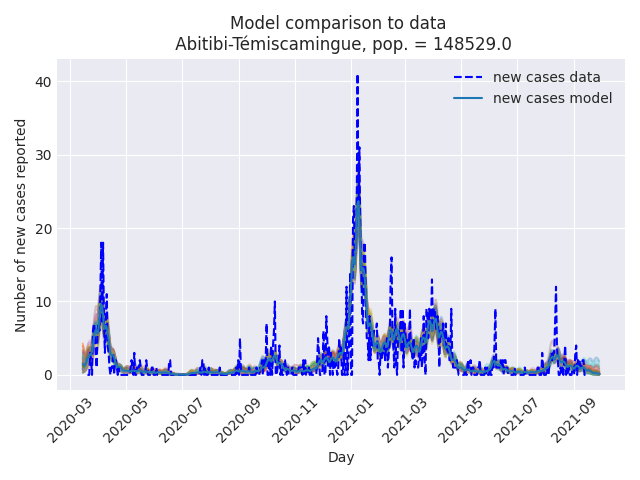 Model comparison to data
Abitibi-Témiscamingue, pop. = 148529.0
new cases data
new cases model
Number of new cases reported
40
30
20
10
0
2020-03
2020-05
2020-07
2020-09
2020-11
2021-01
2021-03
2021-05
2021-07
2021-09
Day